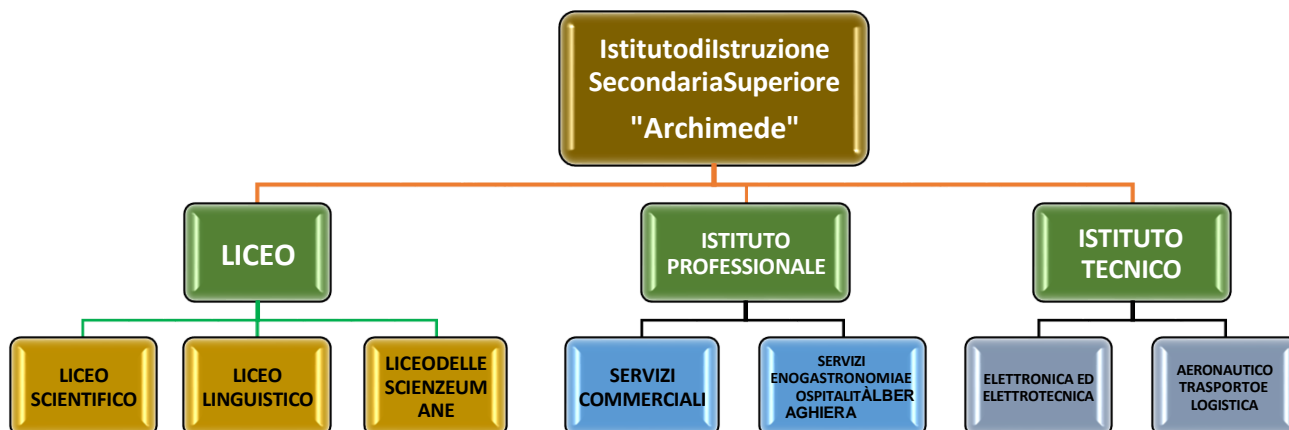 IstitutodiIstruzione
SecondariaSuperiore
"Archimede"
LICEO
ISTITUTO
PROFESSIONALE
ISTITUTO
TECNICO
LICEO
SCIENTIFICO
LICEO
LINGUISTICO
LICEODELLE
SCIENZEUM
ANE
SERVIZI
COMMERCIALI
SERVIZI
ENOGASTRONOMIAE
OSPITALITÀLBER
AGHIERA
ELETTRONICA ED
ELETTROTECNICA
AERONAUTICO
TRASPORTOE
LOGISTICA